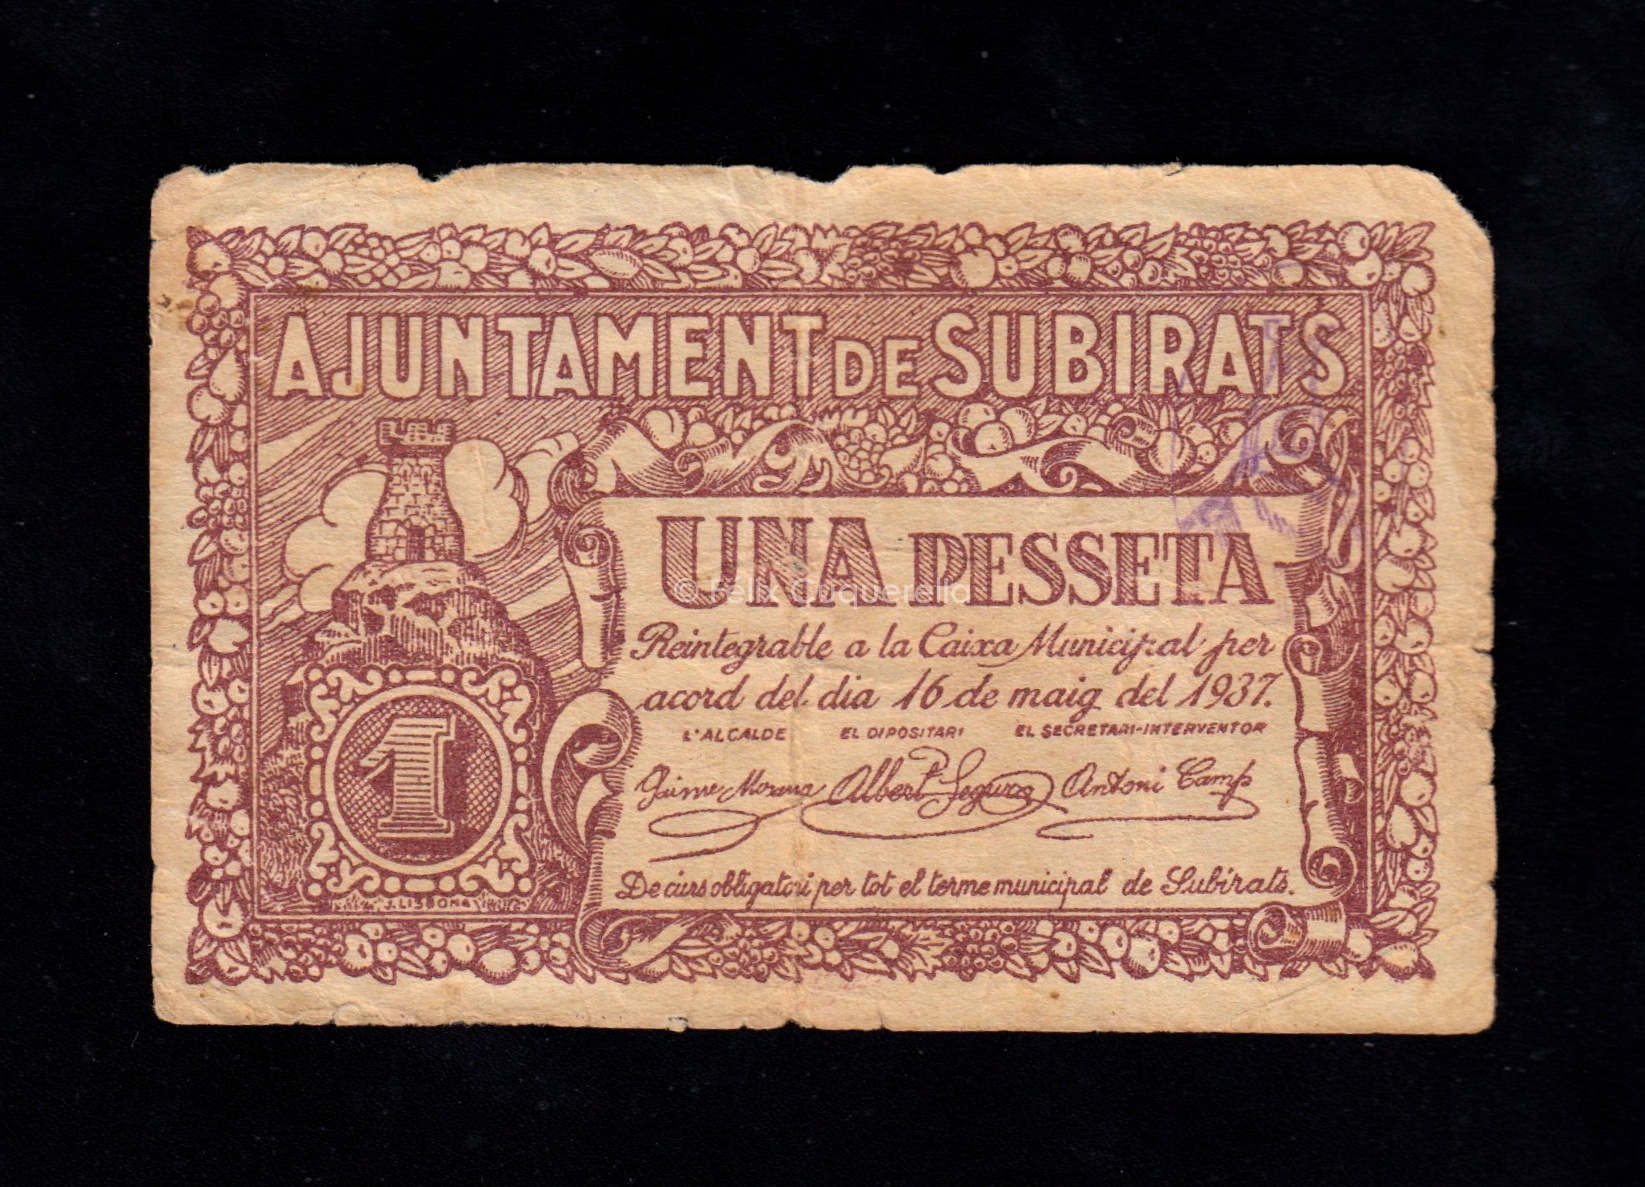 AJUNTAMENT DE SUBIRATS
UNA PESSETA
© Fèlix Cuquerella
Reintegrable a la Caixa Municipal per
acord del dia 16 de maig del 1937.
L'ALCALDE EL DIPOSITARI EL SECRETARI-INTERVENTOR
Jaime Morana Albert Segura Antoni Camp
1
De curs obligatori per tot el terme municipal de Subirats.
J. LISBONA